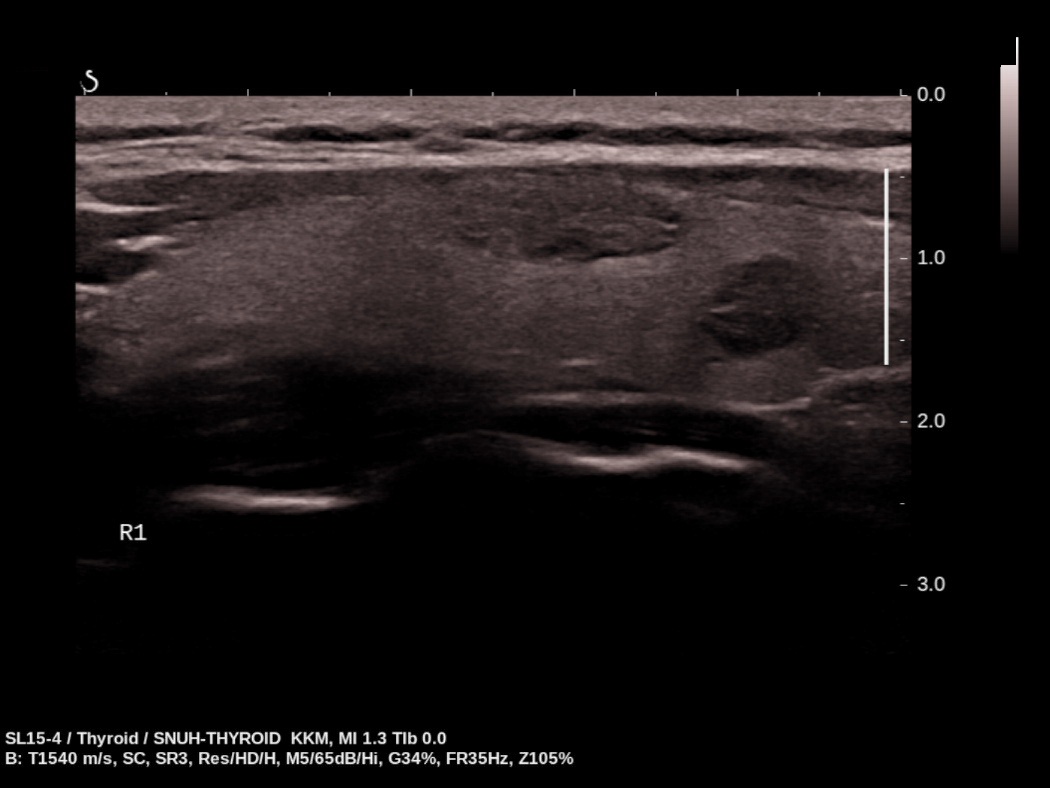 S
0.0
1.0
2.0
R1
3.0
SL15-4 / Thyroid / SNUH-THYROID KKM, MI 1.3 TIb 0.0
B: T1540 m/s, SC, SR3, Res/HD/H, M5/65dB/Hi, G34%, FR35Hz, Z105%